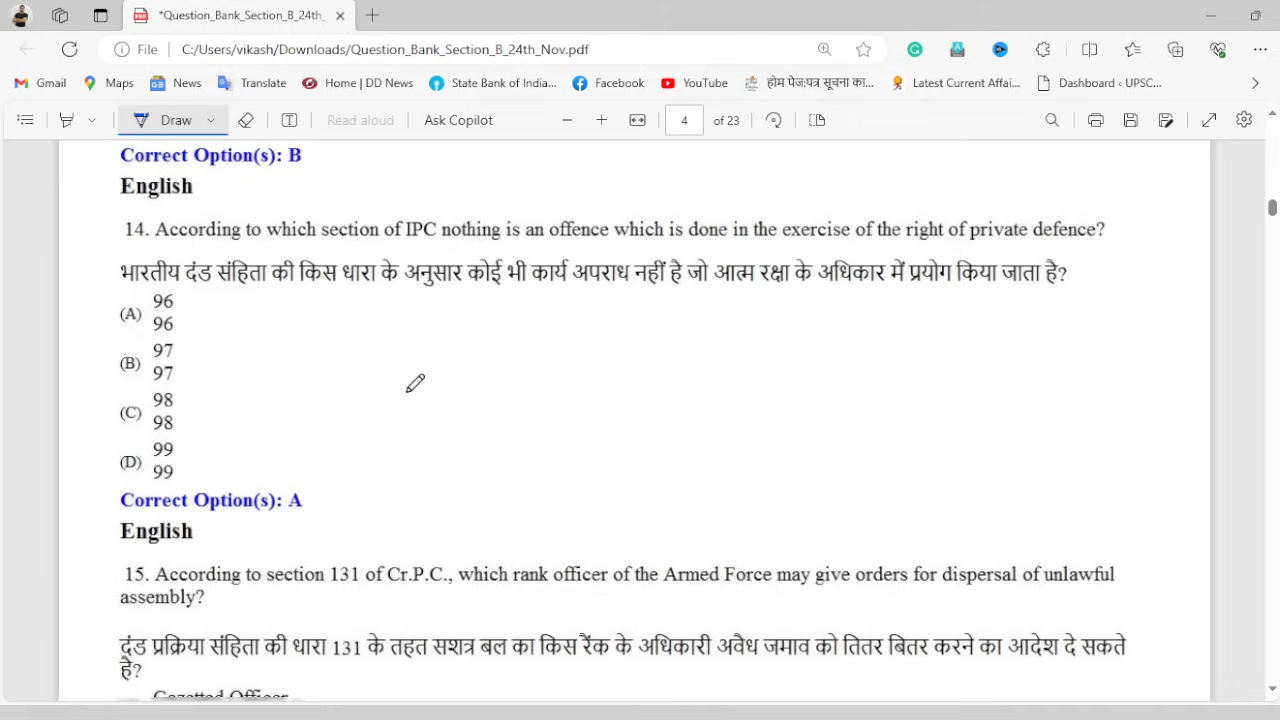 *Question_Bank_Section_B_24th_
File
C:/Users/vikash/Downloads/Question_Bank_Section_B_24th_Nov.pdf
Gmail
Maps
News
Translate
Home | DD News
State Bank of India...
Facebook
YouTube
होम पेज:पत्र सूचना का...
Latest Current Affai...
Dashboard ‹ UPSC...
Draw
Read aloud
Ask Copilot
4 of 23
Correct Option(s): B
English
14. According to which section of IPC nothing is an offence which is done in the exercise of the right of private defence?
भारतीय दंड संहिता की किस धारा के अनुसार कोई भी कार्य अपराध नहीं है जो आत्म रक्षा के अधिकार में प्रयोग किया जाता है?
(A) 96
96
(B) 97
97
(C) 98
98
(D) 99
99
Correct Option(s): A
English
15. According to section 131 of Cr.P.C., which rank officer of the Armed Force may give orders for dispersal of unlawful
assembly?
दंड प्रक्रिया संहिता की धारा 131 के तहत सशत्र बल का किस रैंक के अधिकारी अवैध जमाव को तितर बितर करने का आदेश दे सकते
है?
Gazetted Officer